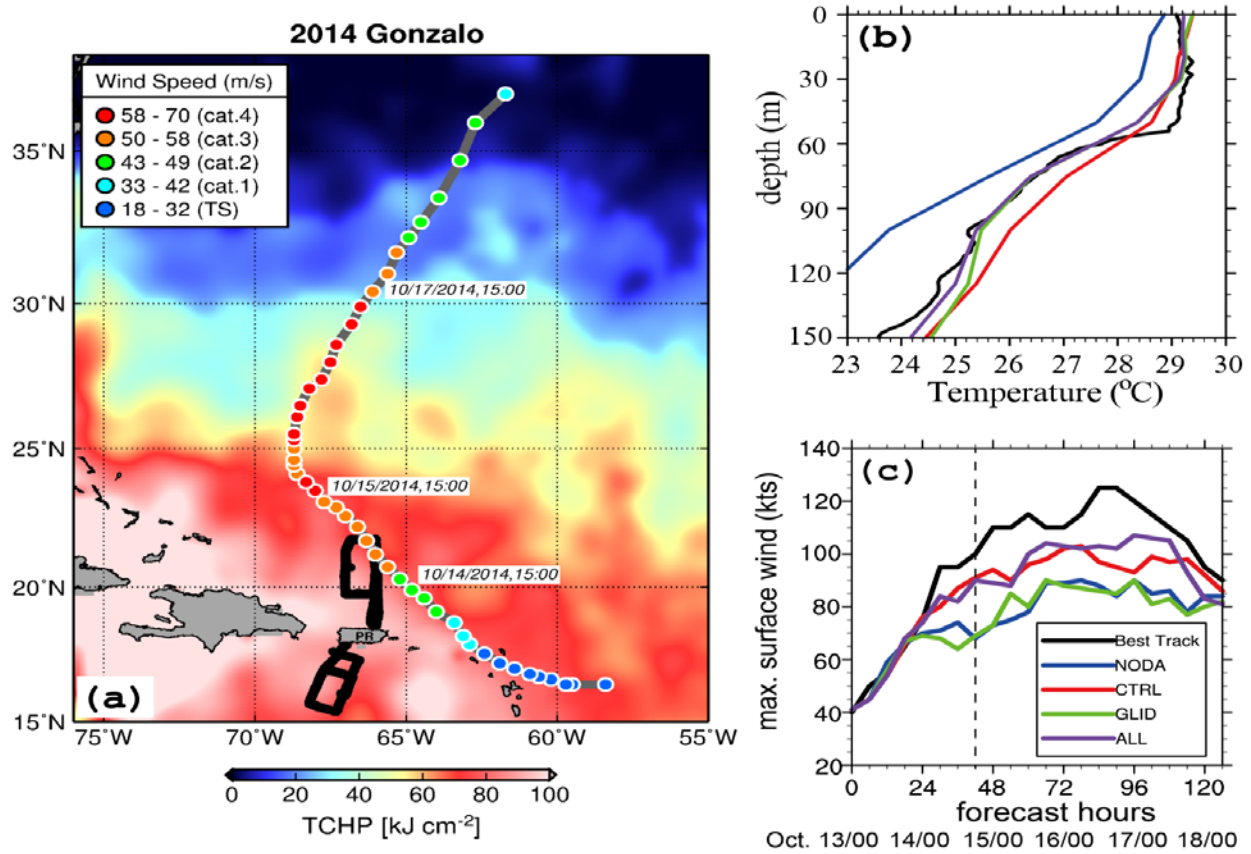 2014 Gonzalo
Wind Speed (m/s)
58 - 70 (cat.4)
50 - 58 (cat.3)
43 - 49 (cat.2)
33 - 42 (cat.1)
18 - 32 (TS)
35°N
30°N
25°N
20°N
15°N
10/17/2014,15:00
10/15/2014,15:00
10/14/2014,15:00
PR
(a)
75°W 70°W 65°W 60°W 55°W
0 20 40 60 80 100
TCHP [kJ cm-2]
(b)
0
30
60
90
120
150
depth (m)
23 24 25 26 27 28 29 30
Temperature (°C)
(c)
140
120
100
80
60
40
20
max. surface wind (kts)
Best Track
NODA
CTRL
GLID
ALL
0 24 48 72 96 120
forecast hours
Oct. 13/00 14/00 15/00 16/00 17/00 18/00